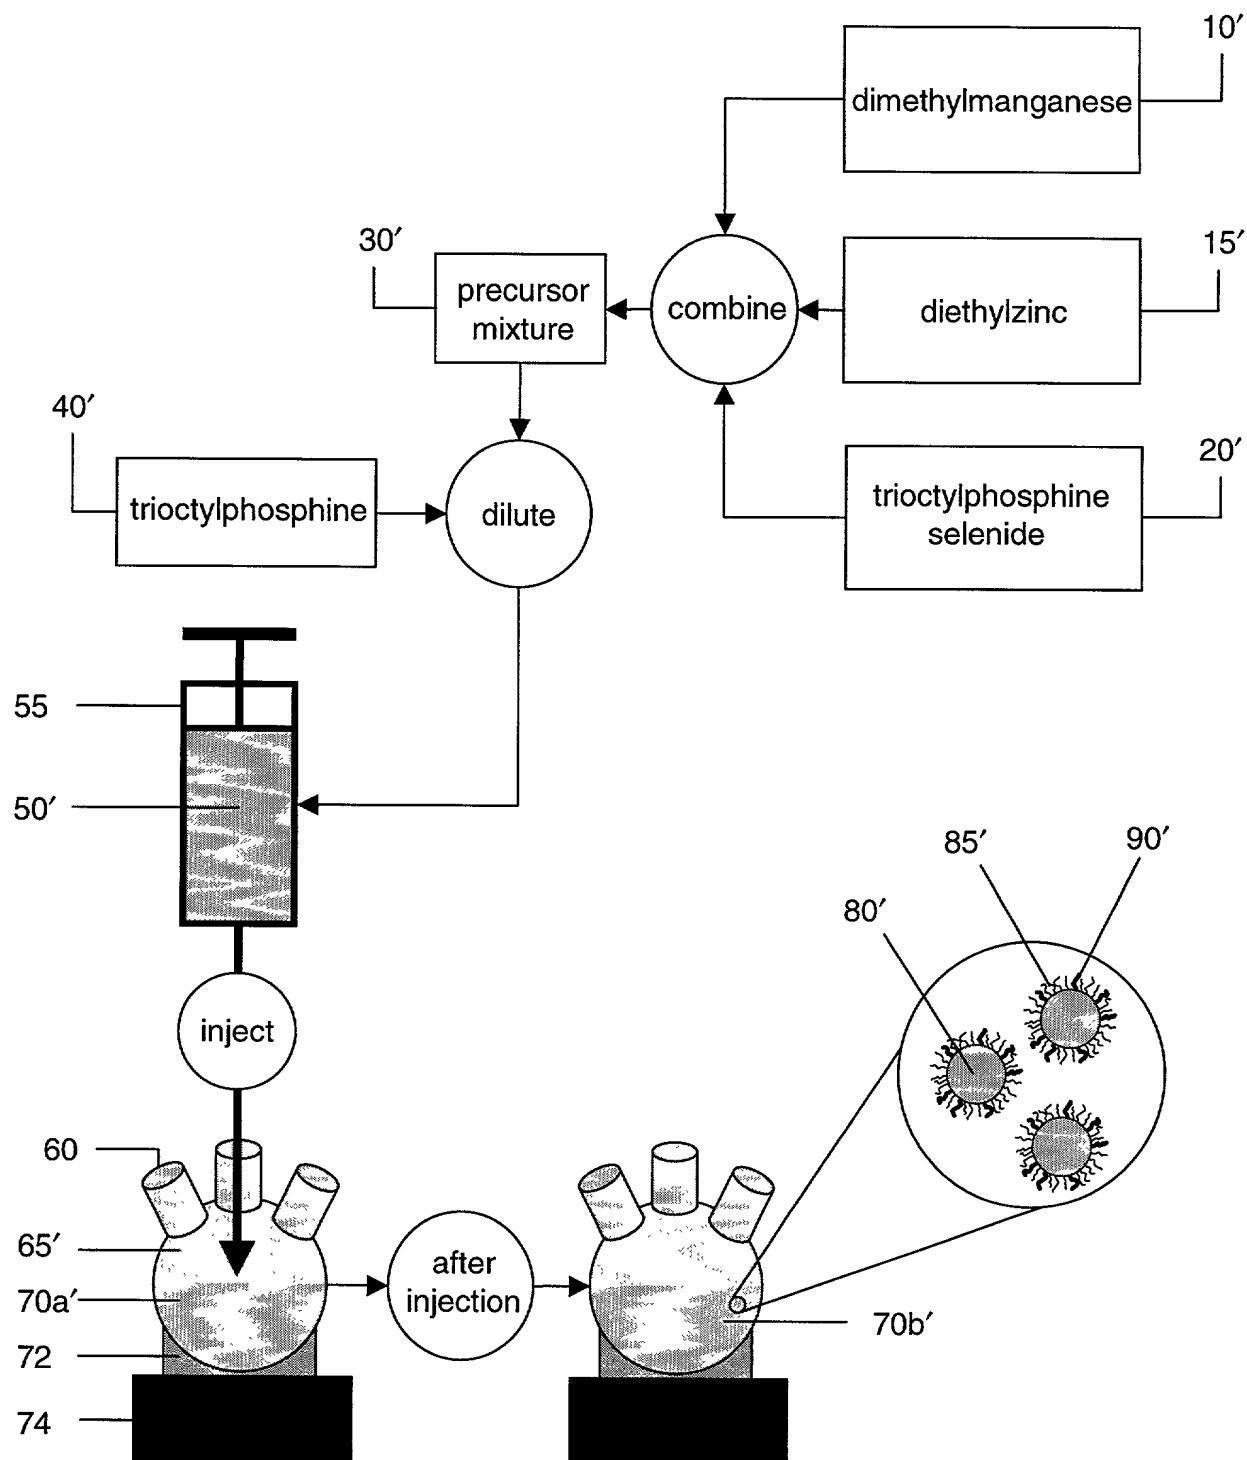 10′
dimethylmanganese
15′
diethylzinc
20′
trioctylphosphine
selenide
combine
30′
precursor
mixture
40′
trioctylphosphine
dilute
55
50′
inject
60
65′
70a′
72
74
after
injection
70b′
80′
85′
90′